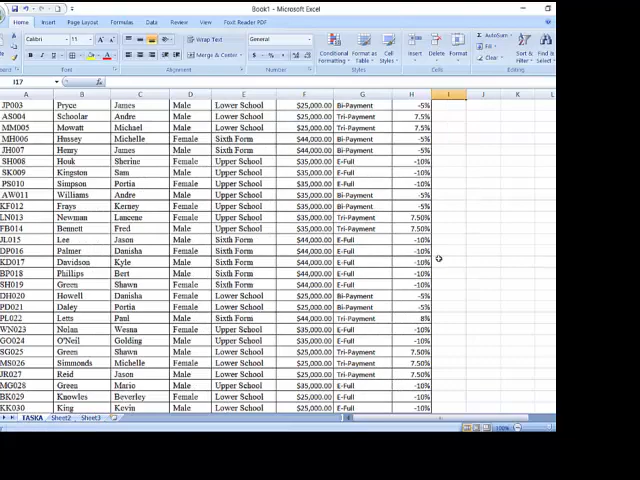 Book1 - Microsoft Excel
Home Insert Page Layout Formulas Data Review View Foxit Reader PDF
Calibri 11 Wrap Text General AutoSum
Fill
Merge & Center $ % , Conditional Format Cell Insert Delete Format Clear Sort & Find &
Formatting as Table Styles Filter Select
Font Alignment Number Styles Cells Editing
I17
A B C D E F G H I J K L
JP003 Pryce James Male Lower School $25,000.00 Bi-Payment -5%
AS004 Schoolar Andre Male Lower School $25,000.00 Tri-Payment 7.5%
MM005 Mowatt Michael Male Lower School $25,000.00 Tri-Payment 7.5%
MH006 Hussey Michelle Female Sixth Form $44,000.00 Bi-Payment -5%
JH007 Henry James Male Sixth Form $44,000.00 Bi-Payment -5%
SH008 Houk Sherine Female Upper School $35,000.00 E-Full -10%
SK009 Kingston Sam Male Upper School $35,000.00 E-Full -10%
PS010 Simpson Portia Female Upper School $35,000.00 E-Full -10%
AW011 Williams Andre Male Upper School $35,000.00 Bi-Payment -5%
KF012 Frays Kerney Female Upper School $35,000.00 Bi-Payment -5%
LN013 Newman Lancene Female Upper School $35,000.00 Tri-Payment 7.50%
FB014 Bennett Fred Male Upper School $35,000.00 Tri-Payment 7.50%
JL015 Lee Jason Male Sixth Form $44,000.00 E-Full -10%
DP016 Palmer Danisha Female Sixth Form $44,000.00 E-Full -10%
KD017 Davidson Kyle Male Sixth Form $44,000.00 E-Full -10%
BP018 Phillips Bert Male Sixth Form $44,000.00 E-Full -10%
SH019 Green Shawn Female Sixth Form $44,000.00 E-Full -10%
DH020 Howell Danisha Female Lower School $25,000.00 Bi-Payment -5%
PD021 Daley Portia Female Lower School $25,000.00 Bi-Payment -5%
PL022 Letts Paul Male Sixth Form $44,000.00 Tri-Payment 8%
WN023 Nolan Wesna Female Upper School $35,000.00 E-Full -10%
GO024 O'Neil Golding Male Upper School $35,000.00 E-Full -10%
SG025 Green Shawn Male Lower School $25,000.00 Tri-Payment 7.50%
MS026 Simmonds Michelle Female Lower School $25,000.00 Tri-Payment 7.50%
JR027 Reid Jason Male Lower School $25,000.00 Tri-Payment 7.50%
MG028 Green Mario Male Upper School $35,000.00 E-Full -10%
BK029 Knowles Beverley Female Lower School $25,000.00 E-Full -10%
KK030 King Kevin Male Lower School $25,000.00 E-Full -10%
TASKA Sheet2 Sheet3
100%